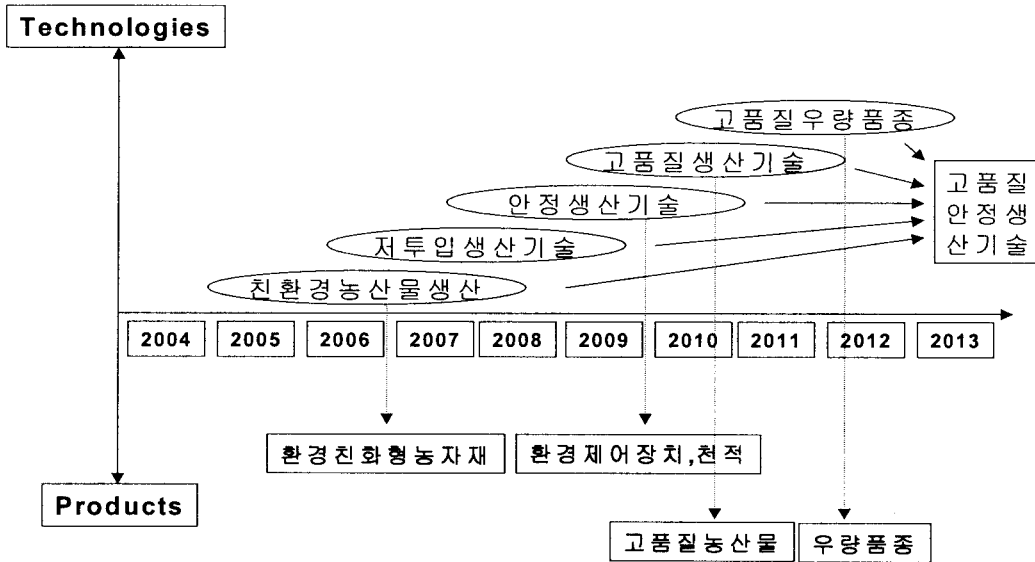 Technologies
고품질우량품종
고품질생산기술
고품질
안정생
산기술
안정생산기술
저투입생산기술
친환경농산물생산
2004 2005 2006 2007 2008 2009 2010 2011 2012 2013
환경친화형농자재 환경제어장치,천적
Products
고품질농산물 우량품종